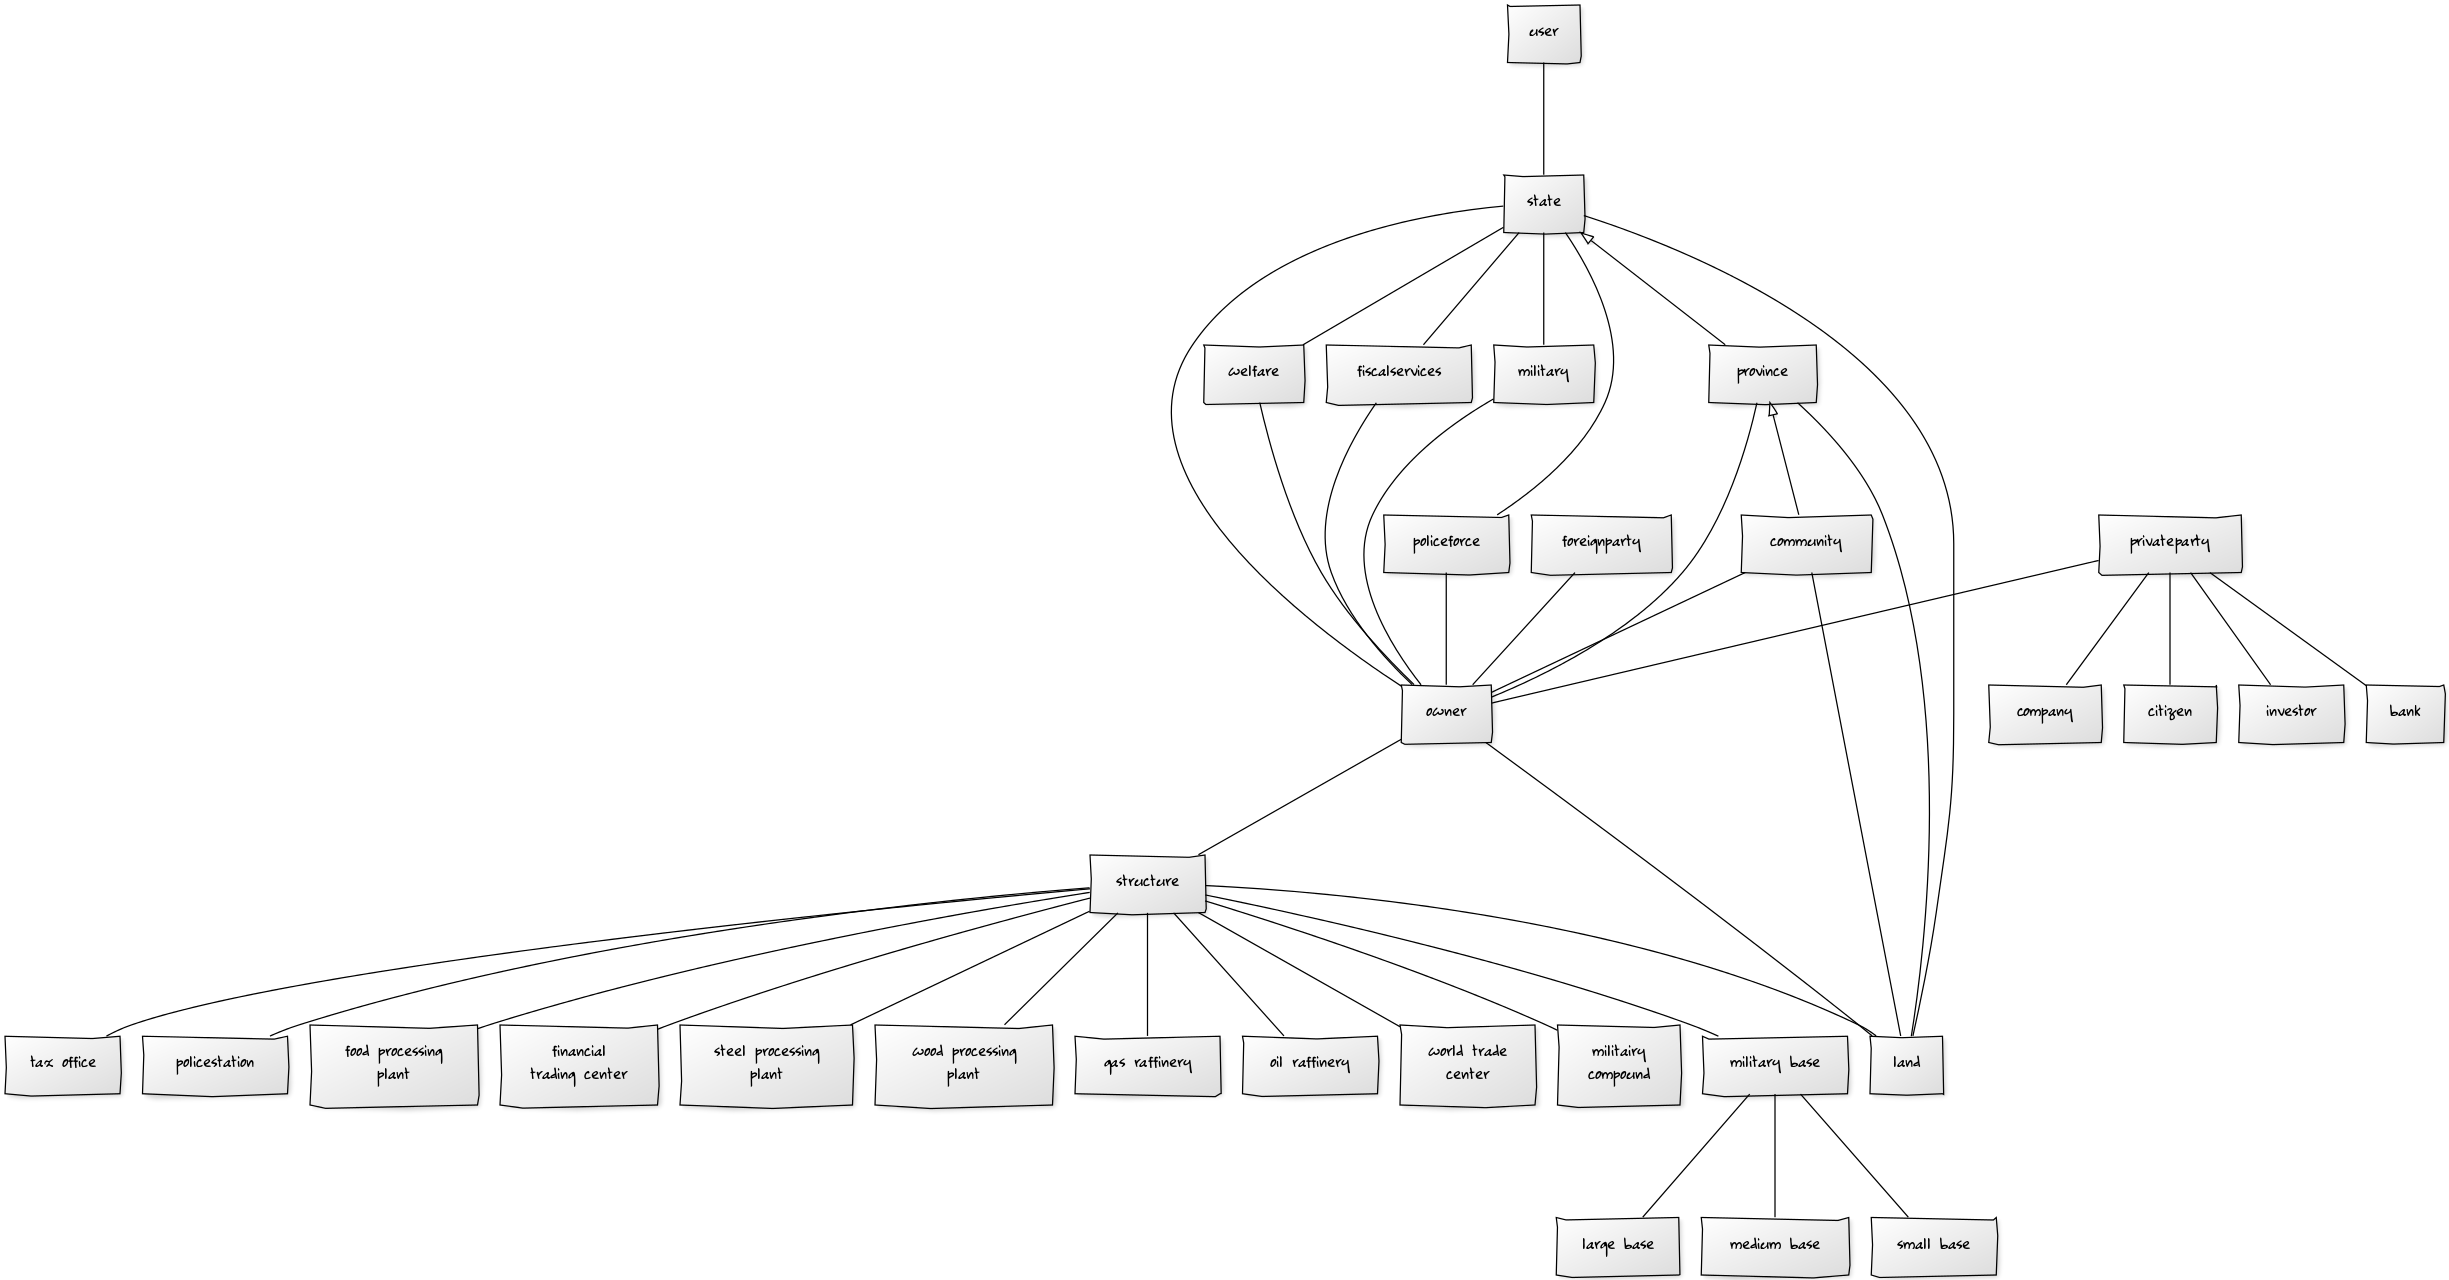 user
state
welfare
fiscalservices
military
province
policeforce
foreignparty
community
privateparty
owner
company
citizen
investor
bank
structure
tax office
policestation
food processing
plant
financial
trading center
steel processing
plant
wood processing
plant
gas raffinery
oil raffinery
world trade
center
militairy
compound
military base
land
large base
medium base
small base